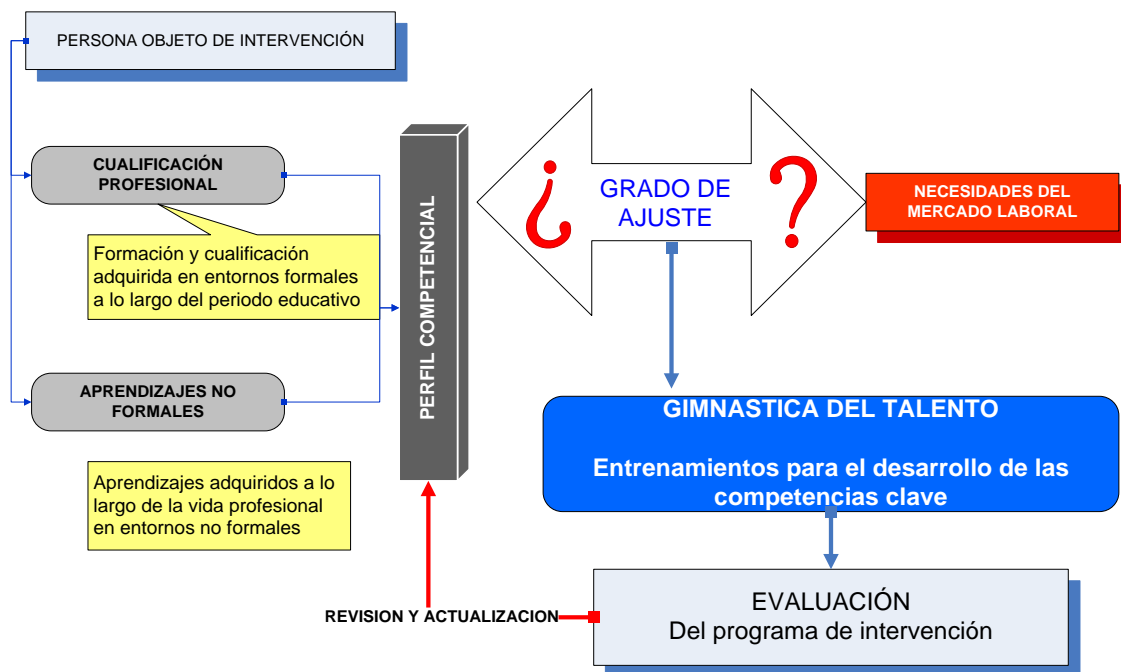 PERSONA OBJETO DE INTERVENCIÓN
CUALIFICACIÓN
PROFESIONAL
Formación y cualificación
adquirida en entornos formales
a lo largo del periodo educativo
APRENDIZAJES NO
FORMALES
Aprendizajes adquiridos a lo
largo de la vida profesional
en entornos no formales
PERFIL COMPETENCIAL
¿
GRADO DE
AJUSTE
?
NECESIDADES DEL
MERCADO LABORAL
GIMNASTICA DEL TALENTO
Entrenamientos para el desarrollo de las
competencias clave
EVALUACIÓN
Del programa de intervención
REVISION Y ACTUALIZACION